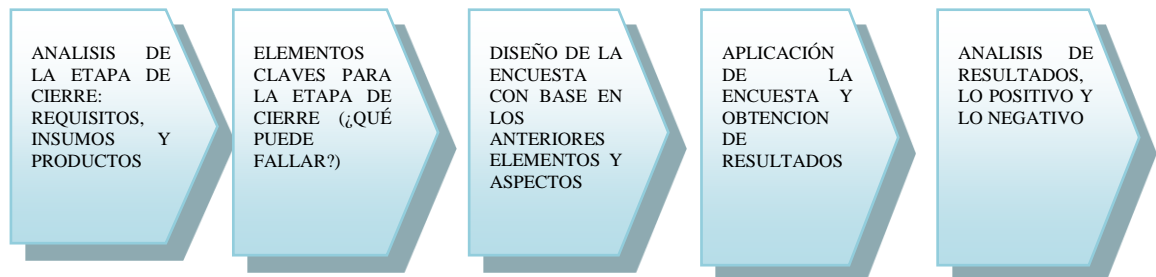 ANALISIS DE
LA ETAPA DE
CIERRE:
REQUISITOS,
INSUMOS Y
PRODUCTOS
ELEMENTOS
CLAVES PARA
LA ETAPA DE
CIERRE (¿QUÉ
PUEDE
FALLAR?)
DISEÑO DE LA
ENCUESTA
CON BASE EN
LOS
ANTERIORES
ELEMENTOS Y
ASPECTOS
APLICACIÓN
DE LA
ENCUESTA Y
OBTENCION
DE
RESULTADOS
ANALISIS DE
RESULTADOS,
LO POSITIVO Y
LO NEGATIVO